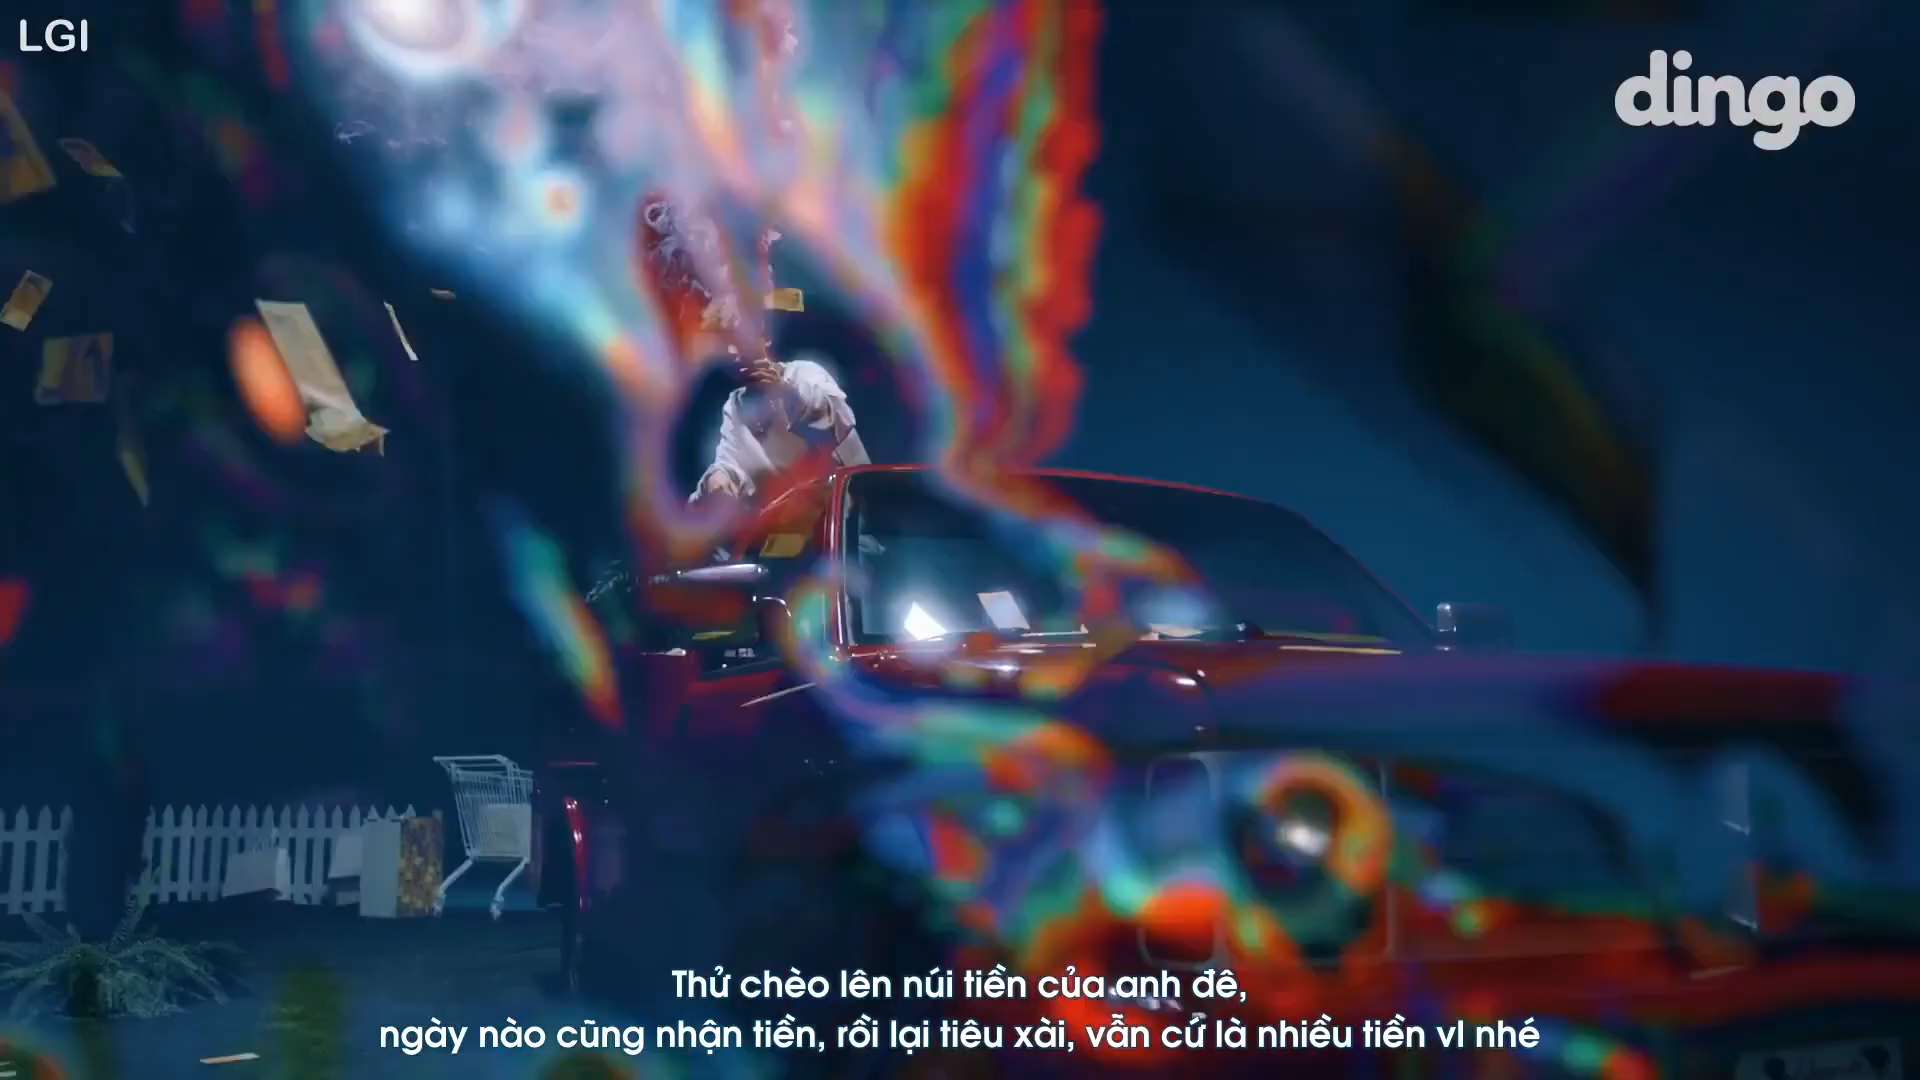 LGI
dingo
Thử chèo lên núi tiền của anh đê,
ngày nào cũng nhận tiền, rồi lại tiêu xài, vẫn cứ là nhiều tiền vl nhé